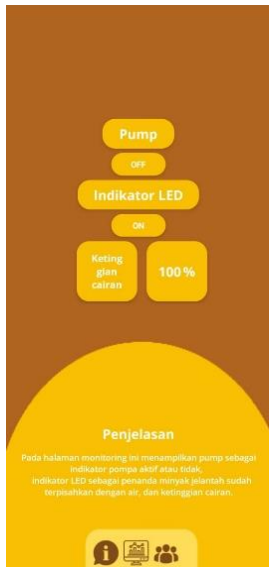 Pump
OFF
Indikator LED
ON
Keting
gian
cairan
100 %
Penjelasan
Pada halaman monitoring ini menampilkan pump sebagai
indikator pompa aktif atau tidak,
indikator LED sebagai penanda minyak jelantah sudah
terpisahkan dengan air, dan ketinggian cairan.